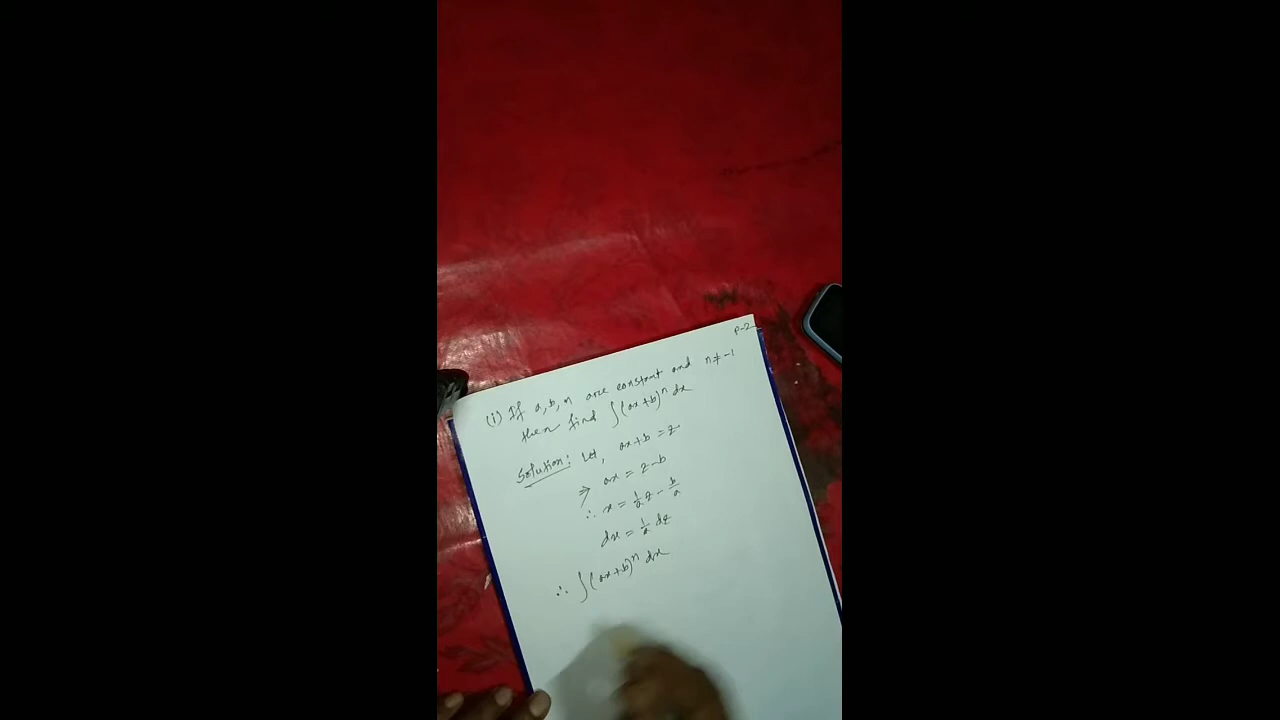 P-2
(i) If a, b, n are constant and n ≠ -1
then find ∫(ax+b)ⁿ dx
Solution: Let, ax+b = z
⇒ ax = z-b
∴ x = 1/a z - b/a
dx = 1/a dz
∴ ∫(ax+b)ⁿ dx